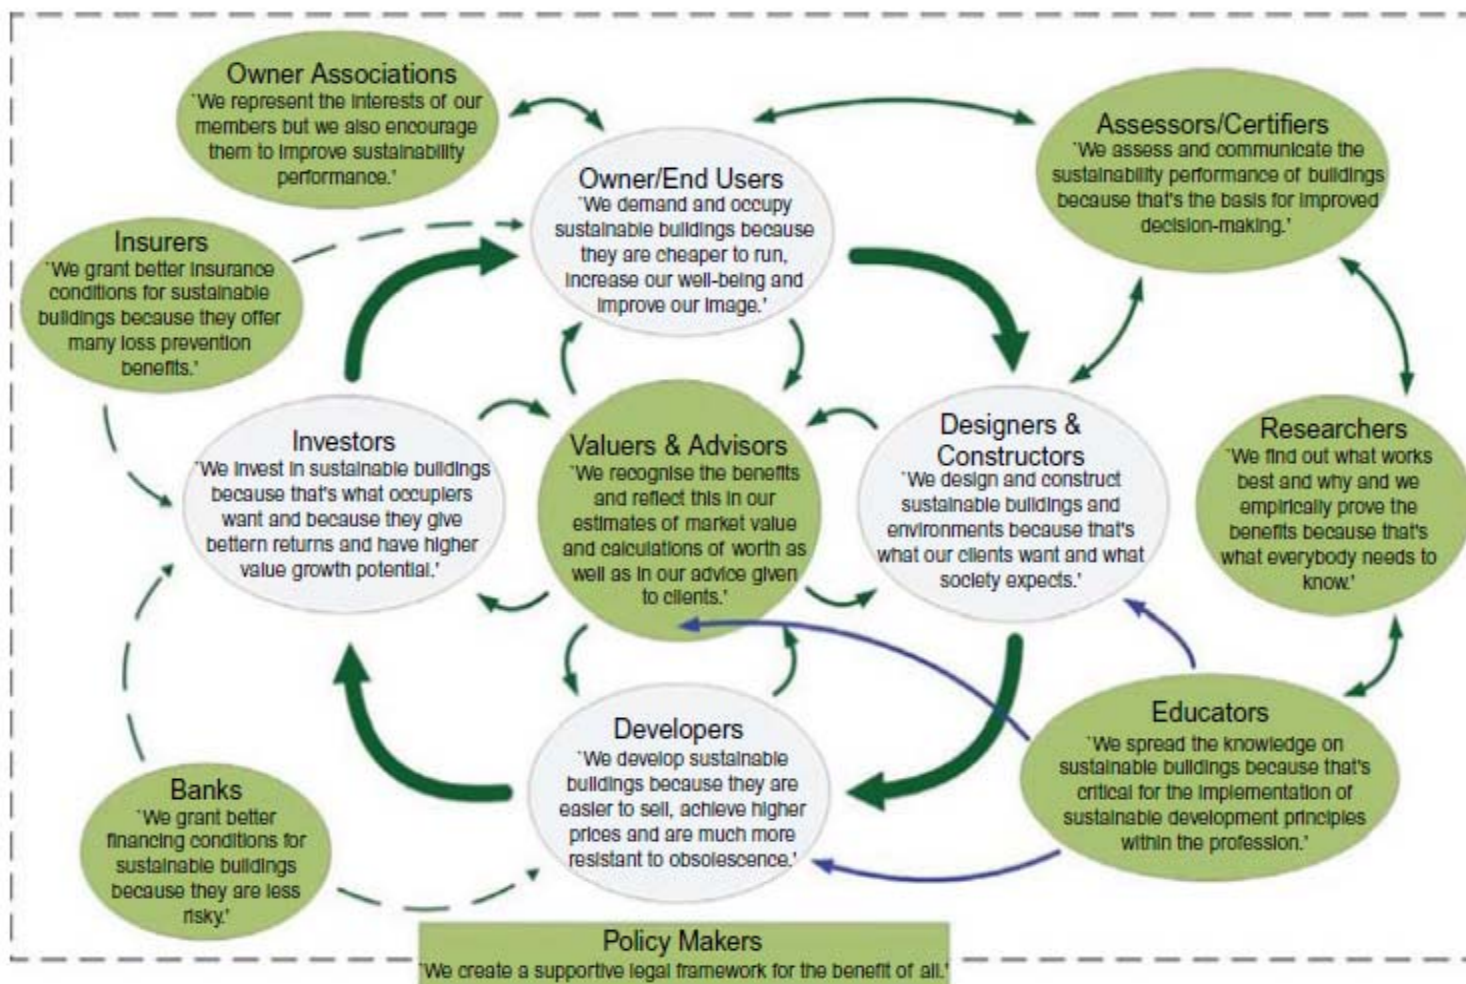 Owner Associations
`We represent the interests of our
members but we also encourage
them to improve sustainability
performance.'
Assessors/Certifiers
`We assess and communicate the
sustainability performance of buildings
because that's the basis for improved
decision-making.'
Owner/End Users
`We demand and occupy
sustainable buildings because
they are cheaper to run,
increase our well-being and
improve our image.'
Insurers
`We grant better insurance
conditions for sustainable
buildings because they offer
many loss prevention
benefits.'
Investors
`We invest in sustainable buildings
because that's what occupiers
want and because they give
bettern returns and have higher
value growth potential.'
Valuers & Advisors
`We recognise the benefits
and reflect this in our
estimates of market value
and calculations of worth as
well as in our advice given
to clients.'
Designers &
Constructors
`We design and construct
sustainable buildings and
environments because that's
what our clients want and what
society expects.'
Researchers
`We find out what works
best and why and we
empirically prove the
benefits because that's
what everybody needs to
know.'
Developers
`We develop sustainable
buildings because they are
easier to sell, achieve higher
prices and are much more
resistant to obsolescence.'
Educators
`We spread the knowledge on
sustainable buildings because that's
critical for the implementation of
sustainable development principles
within the profession.'
Banks
`We grant better
financing conditions for
sustainable buildings
because they are less
risky.'
Policy Makers
`We create a supportive legal framework for the benefit of all.'